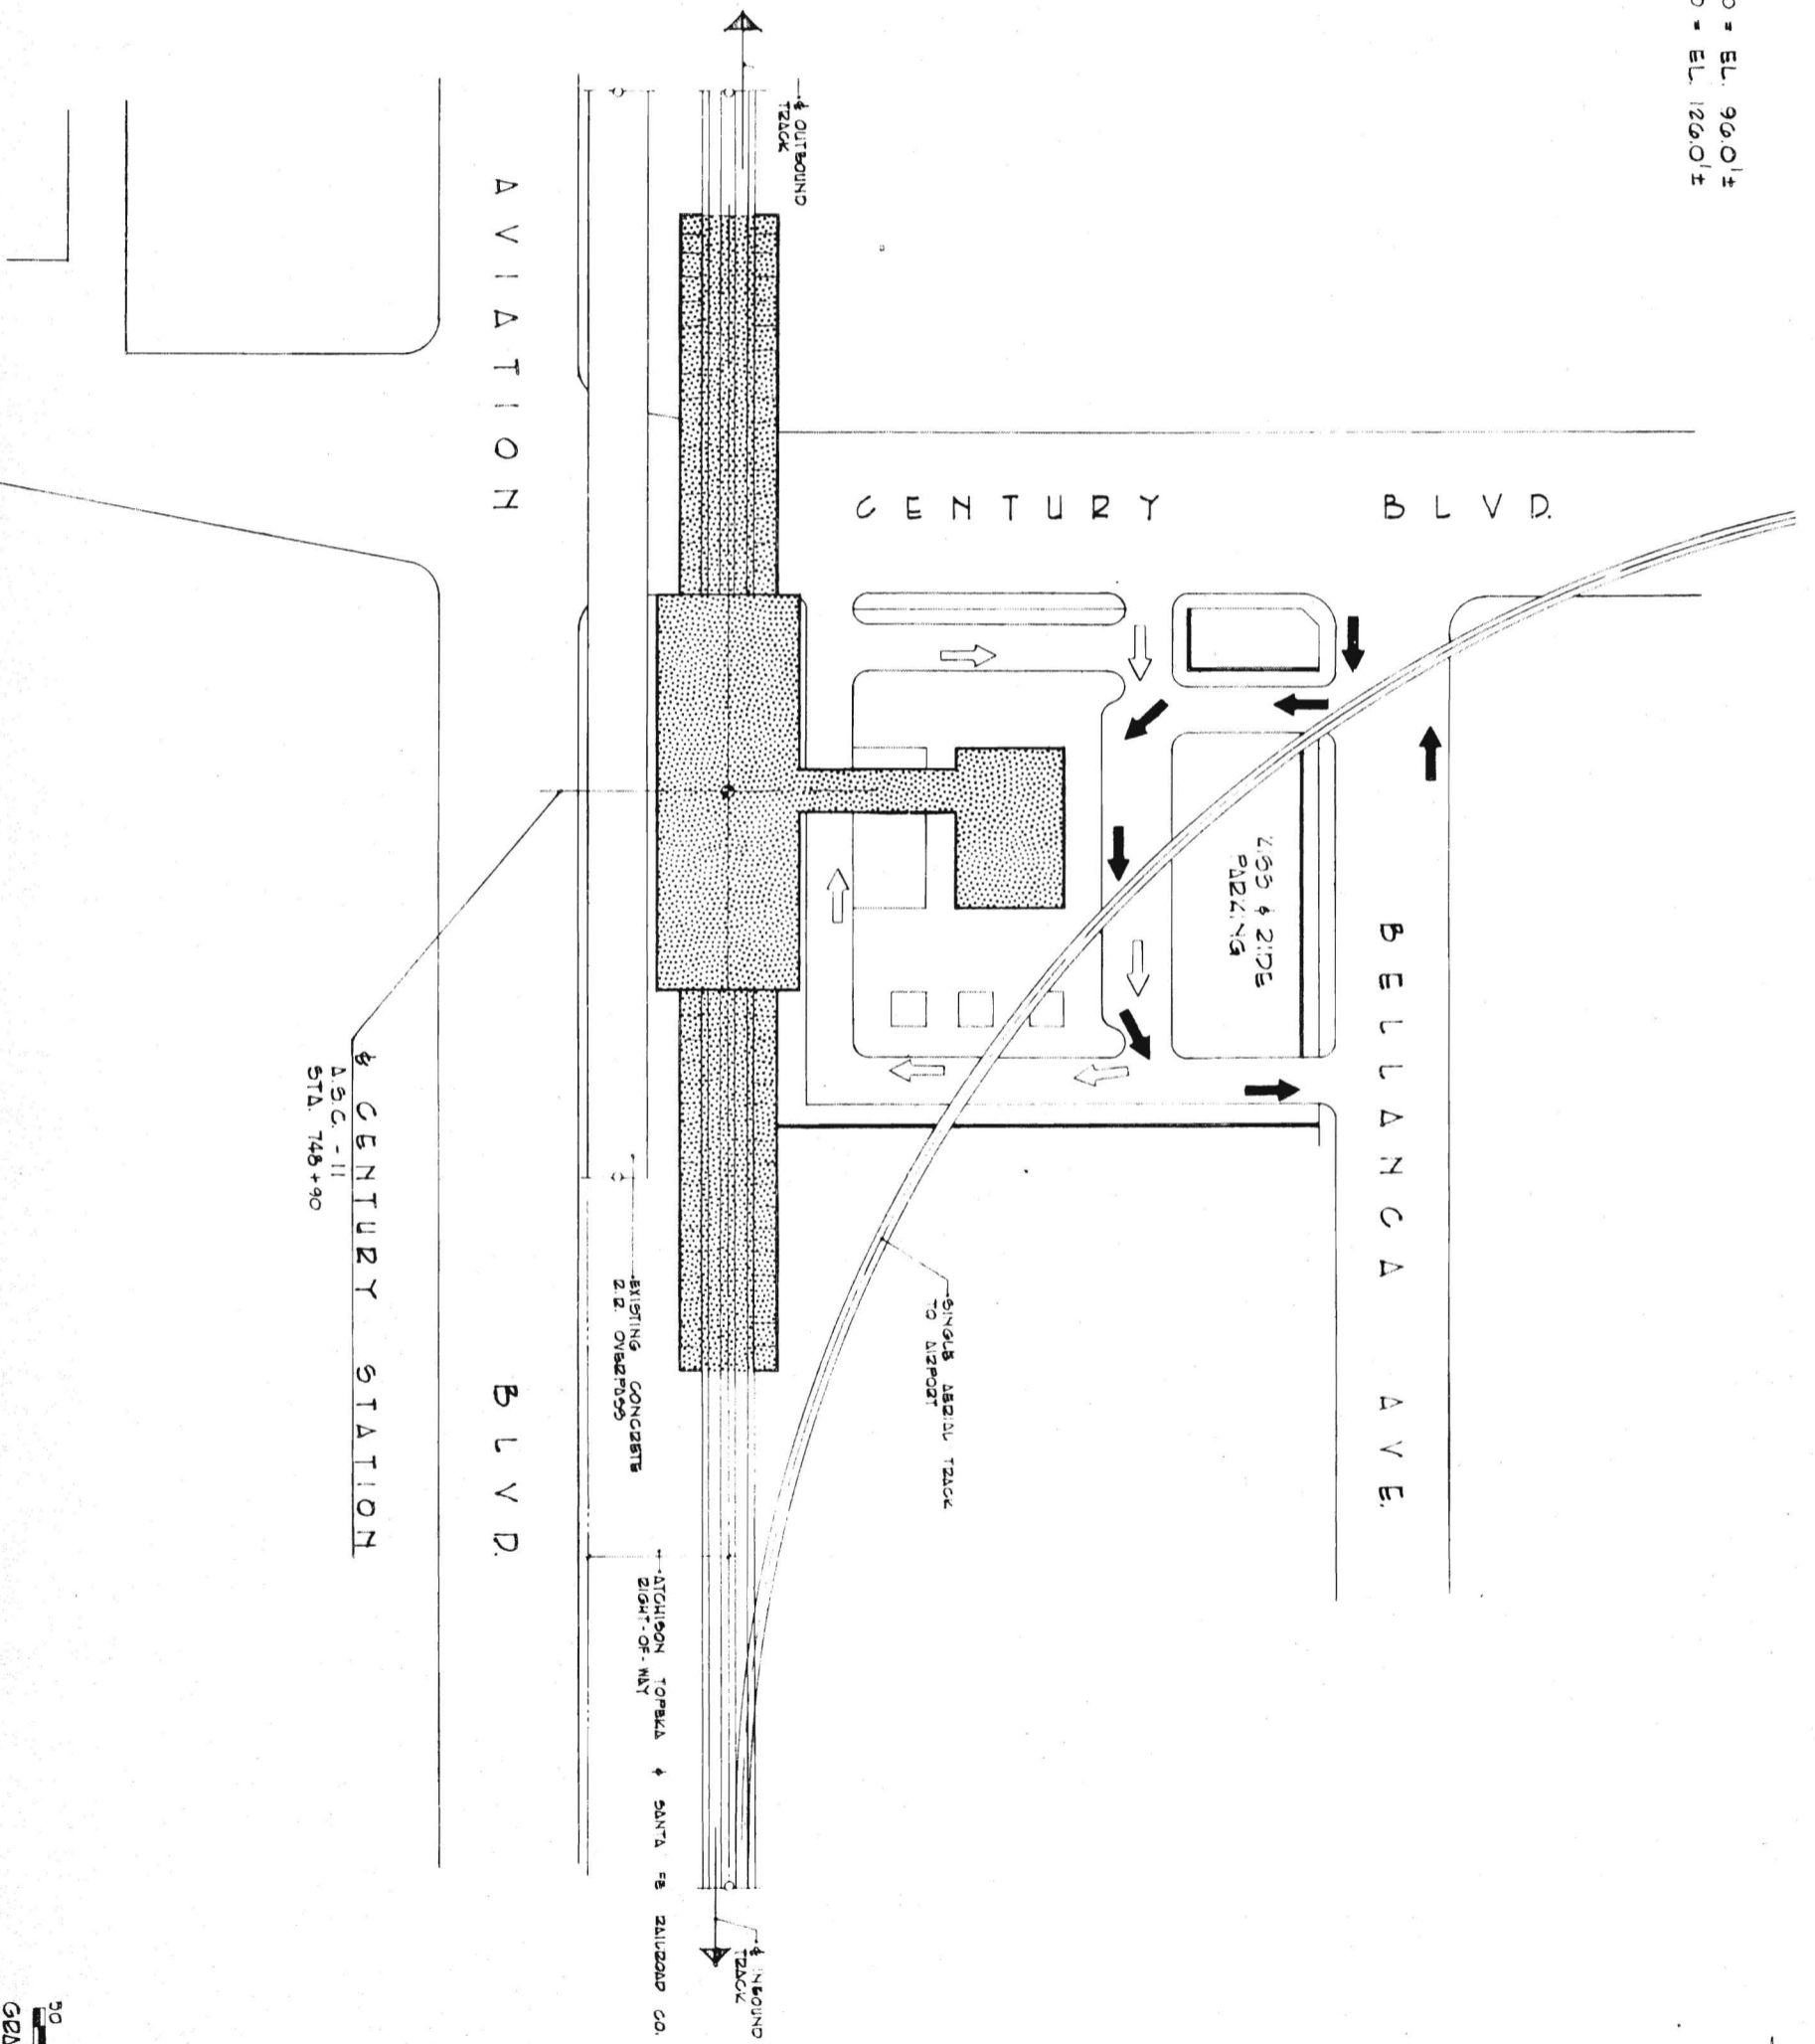 = EL. 96.0'±
= EL. 126.0'±
℄ OUTBOUND
TRACK
AVIATION
BLVD.
CENTURY BLVD.
KISS & RIDE
PARKING
BELLANCA AVE.
℄ CENTURY STATION
A.S.C. -11
STA. 748+90
EXISTING CONCRETE
R.R. OVERPASS
SINGLE AERIAL TRACK
TO AIRPORT
ATCHISON TOPEKA & SANTA FE RAILROAD CO.
RIGHT-OF-WAY
℄ INBOUND
TRACK
50